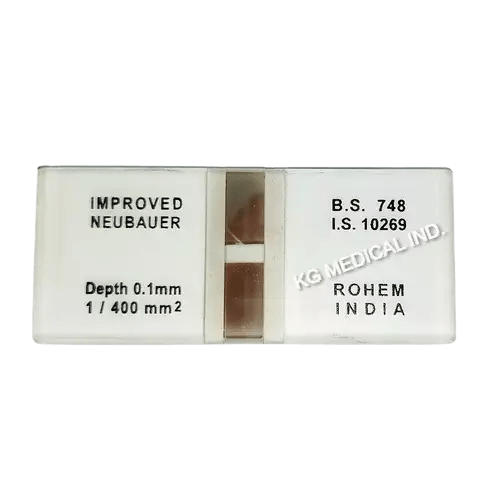 IMPROVED
NEUBAUER
Depth 0.1mm
1 / 400 mm²
B.S. 748
I.S. 10269
ROHEM
INDIA
KG MEDICAL IND.